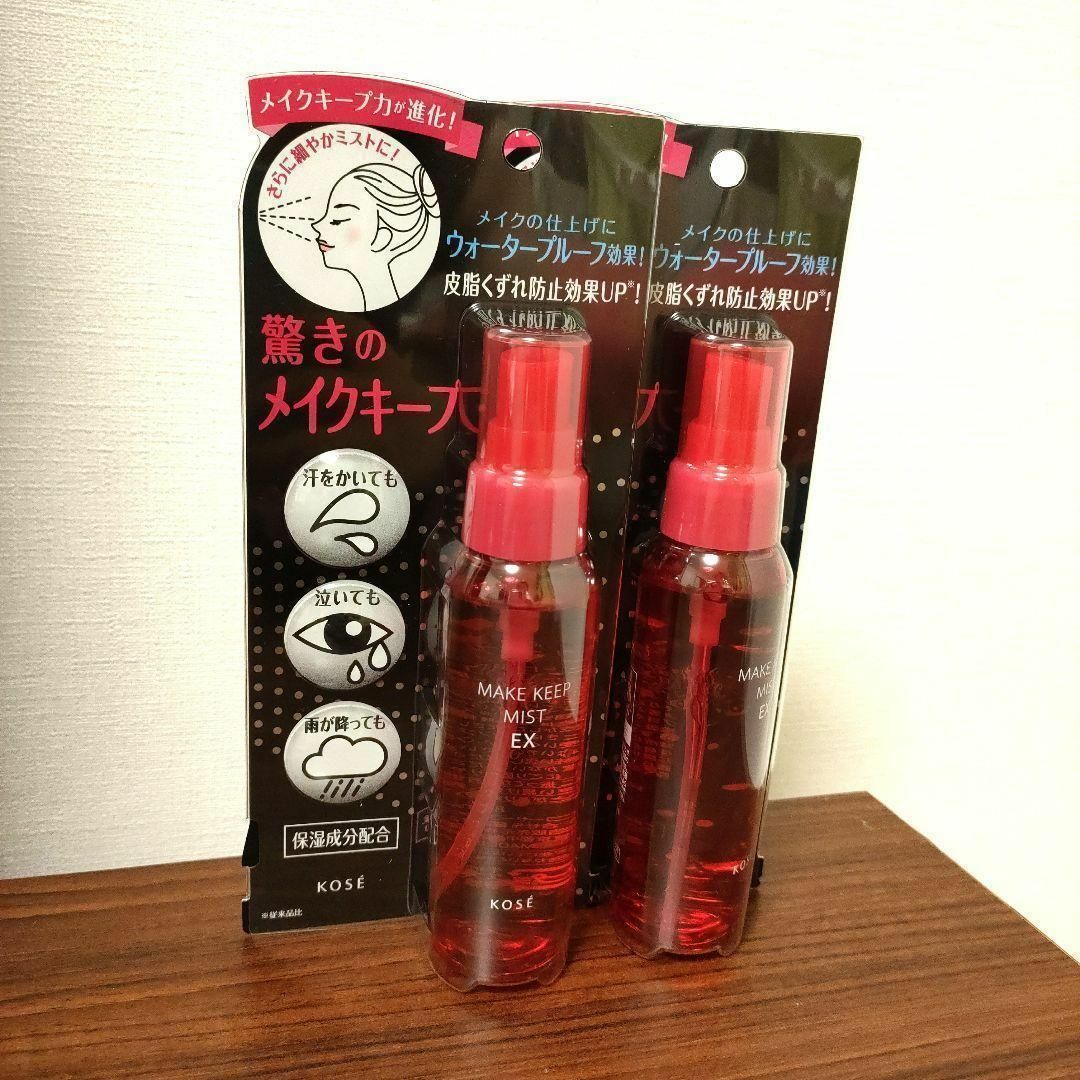 メイクキープ力が進化!
さらに細やかミストに!
メイクの仕上げに
ウォータープルーフ効果!
皮脂くずれ防止効果UP※!
驚きの
メイクキープ
汗をかいても
泣いても
雨が降っても
保湿成分配合
KOSÉ
※従来品比
MAKE KEEP
MIST
EX
KOSÉ
メイクの仕上げに
ウォータープルーフ効果!
皮脂くずれ防止効果UP※!
MAKE
MIS
EX
KO